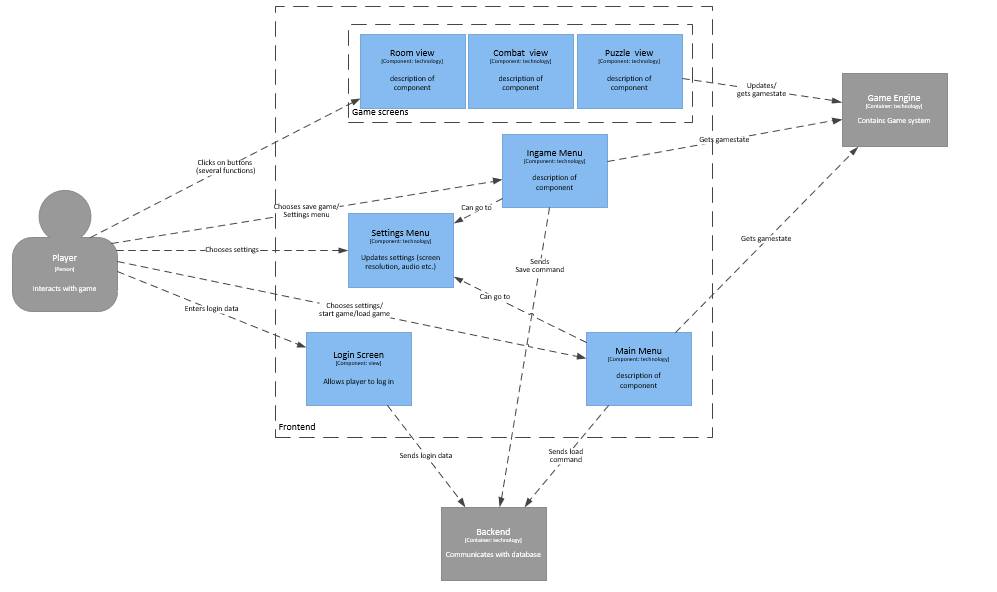 Room view
[Component: technology]
description of
component
Combat  view
[Component: technology]
description of
component
Puzzle  view
[Component: technology]
description of
component
Game screens
Updates/
gets gamestate
Game Engine
[Container: technology]
Contains Game system
Gets gamestate
Ingame Menu
[Component: technology]
description of
component
Clicks on buttons
(several functions)
Chooses save game/
Settings menu
Can go to
Settings Menu
[Component: technology]
Updates settings (screen
resolution, audio etc.)
Chooses settings
Player
[Person]
Interacts with game
Gets gamestate
Sends
Save command
Can go to
Enters login data
Chooses settings/
start game/load game
Login Screen
[Component: view]
Allows player to log in
Main Menu
[Component: technology]
description of
component
Frontend
Sends login data
Sends load
command
Backend
[Container: technology]
Communicates with database